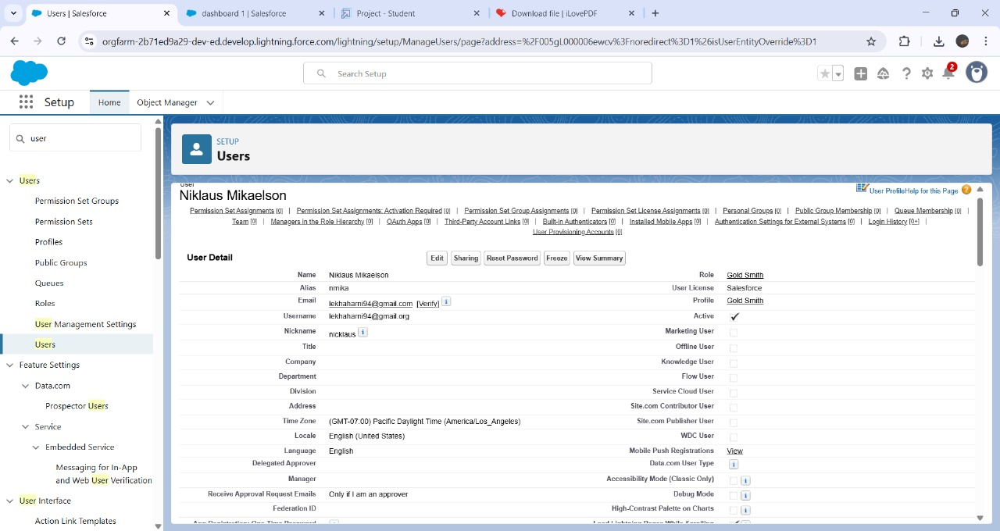 Users | Salesforce
dashboard 1 | Salesforce
Project - Student
Download file | iLovePDF
orgfarm-2b71ed9a29-dev-ed.develop.lightning.force.com/lightning/setup/ManageUsers/page?address=%2F005gL000006ewcv%3Fnoredirect%3D1%26isUserEntityOverride%3D1
Search Setup
2
Setup
Home
Object Manager
user
SETUP
Users
Users
Permission Set Groups
Permission Sets
Profiles
Public Groups
Queues
Roles
User Management Settings
Users
Feature Settings
Data.com
Prospector Users
Service
Embedded Service
Messaging for In-App
and Web User Verification
User Interface
Action Link Templates
User
Niklaus Mikaelson
User Profile Help for this Page ?
Permission Set Assignments [0] | Permission Set Assignments: Activation Required [0] | Permission Set Group Assignments [0] | Permission Set License Assignments [0] | Personal Groups [0] | Public Group Membership [0] | Queue Membership [0] |
Team [0] | Managers in the Role Hierarchy [0] | OAuth Apps [0] | Third-Party Account Links [0] | Built-in Authenticators [0] | Installed Mobile Apps [0] | Authentication Settings for External Systems [0] | Login History [0+] |
User Provisioning Accounts [0]
User Detail
Edit Sharing Reset Password Freeze View Summary
Name Niklaus Mikaelson Role Gold Smith
Alias nmika User License Salesforce
Email lekhaharni94@gmail.com [Verify] i Profile Gold Smith
Username lekhaharni94@gmail.org Active
Nickname nicklaus i Marketing User
Title Offline User
Company Knowledge User
Department Flow User
Division Service Cloud User
Address Site.com Contributor User
Time Zone (GMT-07:00) Pacific Daylight Time (America/Los_Angeles) Site.com Publisher User
Locale English (United States) WDC User
Language English Mobile Push Registrations View
Delegated Approver Data.com User Type i
Manager Accessibility Mode (Classic Only) i
Receive Approval Request Emails Only if I am an approver Debug Mode i
Federation ID High-Contrast Palette on Charts i
App Registration: One-Time Password Load Lightning Pages While Scrolling